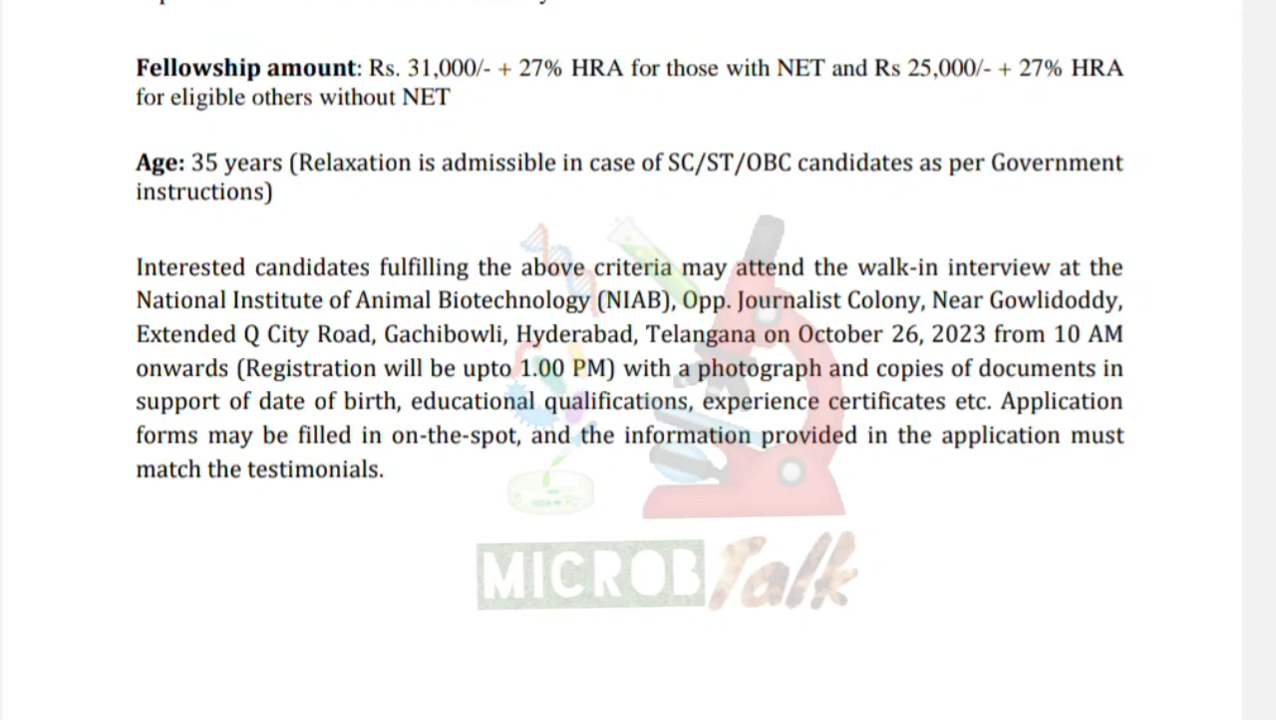 Fellowship amount: Rs. 31,000/- + 27% HRA for those with NET and Rs 25,000/- + 27% HRA
for eligible others without NET
Age: 35 years (Relaxation is admissible in case of SC/ST/OBC candidates as per Government
instructions)
Interested candidates fulfilling the above criteria may attend the walk-in interview at the
National Institute of Animal Biotechnology (NIAB), Opp. Journalist Colony, Near Gowlidoddy,
Extended Q City Road, Gachibowli, Hyderabad, Telangana on October 26, 2023 from 10 AM
onwards (Registration will be upto 1.00 PM) with a photograph and copies of documents in
support of date of birth, educational qualifications, experience certificates etc. Application
forms may be filled in on-the-spot, and the information provided in the application must
match the testimonials.
MICROB Talk